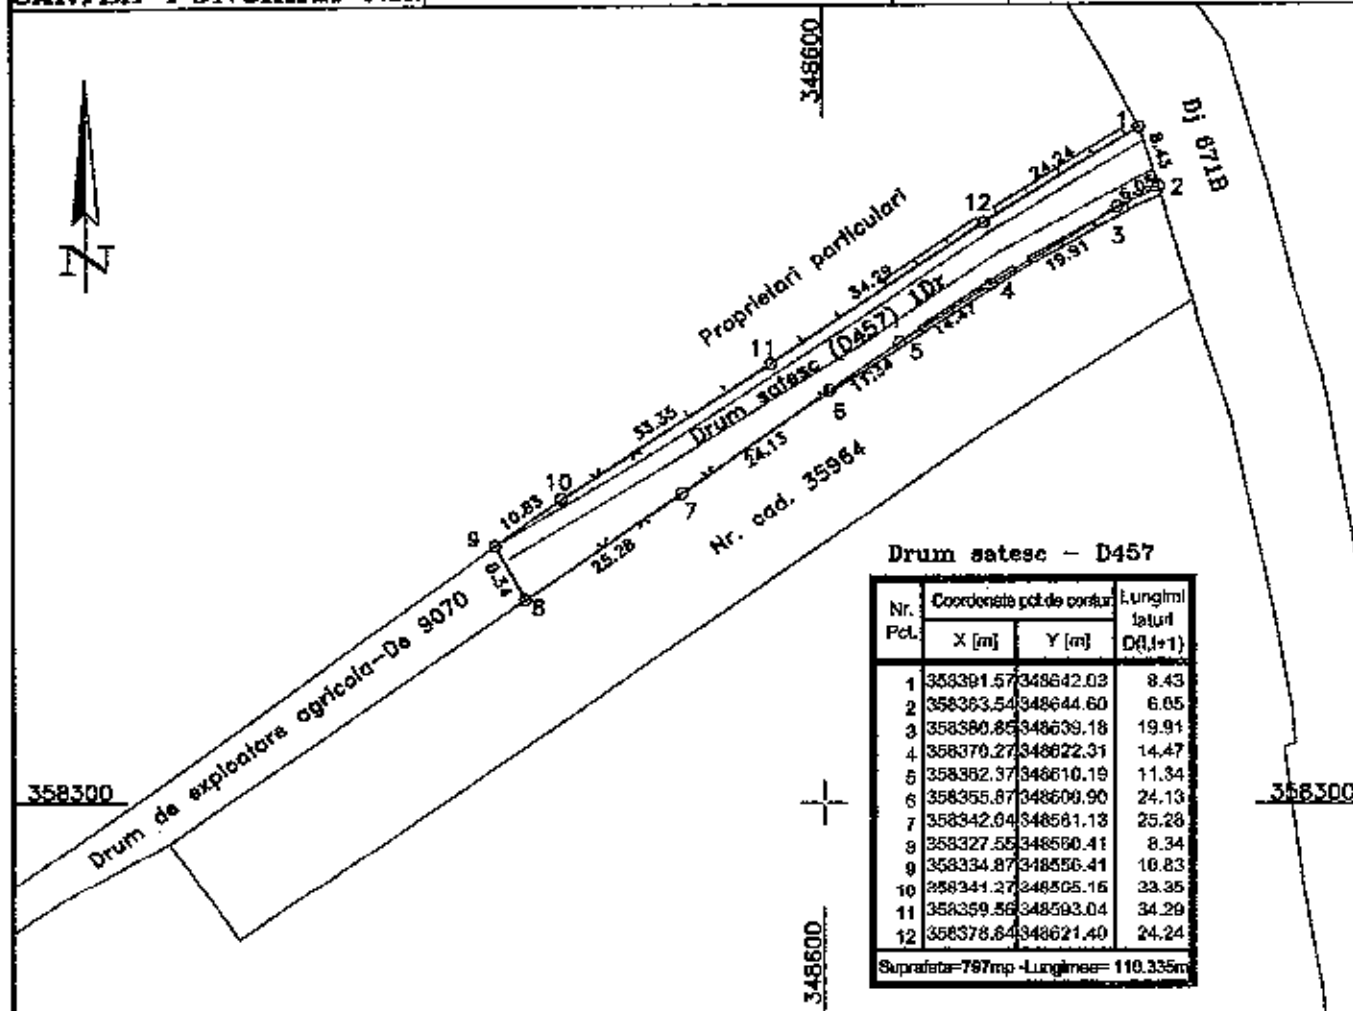 348600
Dj 671B
1
8.43
24.24
2
6.05
12
3
Proprietari particulari
19.91
34.29
4
N
Drum satesc (D457) IDr
14.47
11
5
11.34
33.35
6
24.13
Nr. cad. 35964
10
7
10.83
9
25.28
8.34
8
Drum de exploatare agricola-De 9070
Drum satesc - D457
Nr. Pct.
Coordonate pct.de contur
Lungimi laturi D(i,i+1)
X [m]
Y [m]
1 358391.57 348642.03 8.43
2 358383.54 348644.60 6.05
3 358380.85 348639.18 19.91
4 358370.27 348622.31 14.47
5 358362.37 348610.19 11.34
6 358355.87 348600.90 24.13
7 358342.04 348581.13 25.28
8 358327.55 348560.41 8.34
9 358334.87 348556.41 10.83
10 358341.27 348565.15 33.35
11 358359.56 348593.04 34.29
12 358378.84 348621.40 24.24
Suprafata=797mp -Lungimea= 110.335m
358300
358300
348600